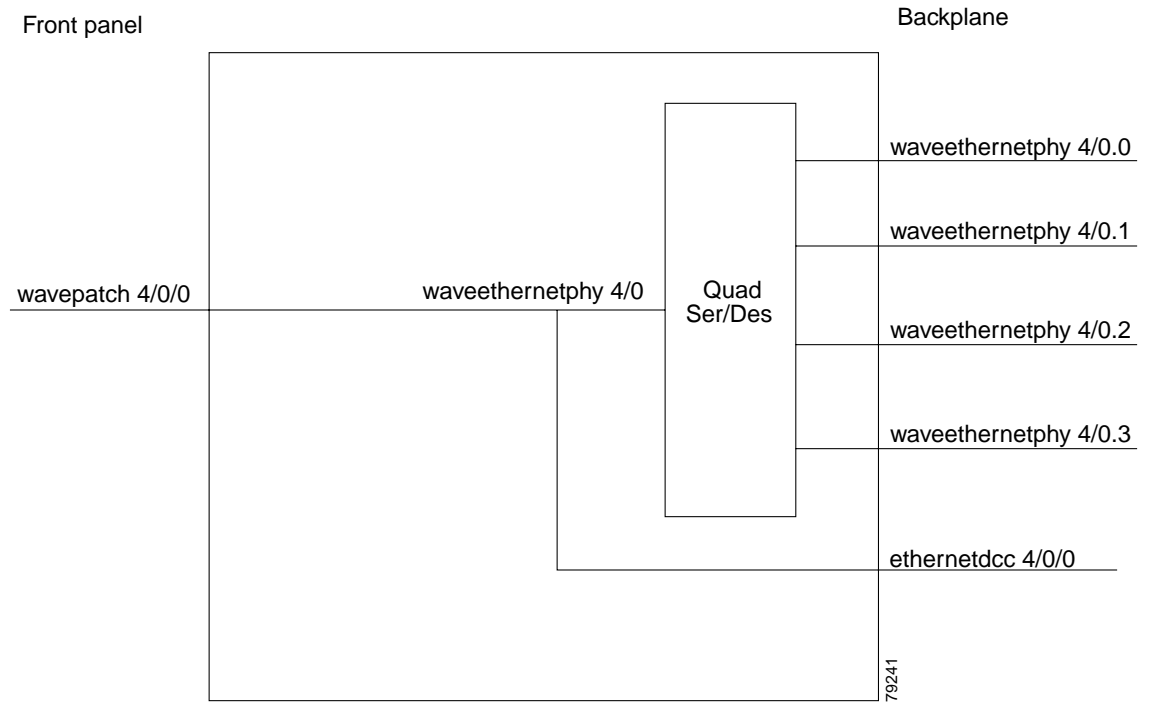 Front panel
Backplane
waveethernetphy 4/0.0
waveethernetphy 4/0.1
wavepatch 4/0/0
waveethernetphy 4/0
Quad
Ser/Des
waveethernetphy 4/0.2
waveethernetphy 4/0.3
ethernetdcc 4/0/0
79241